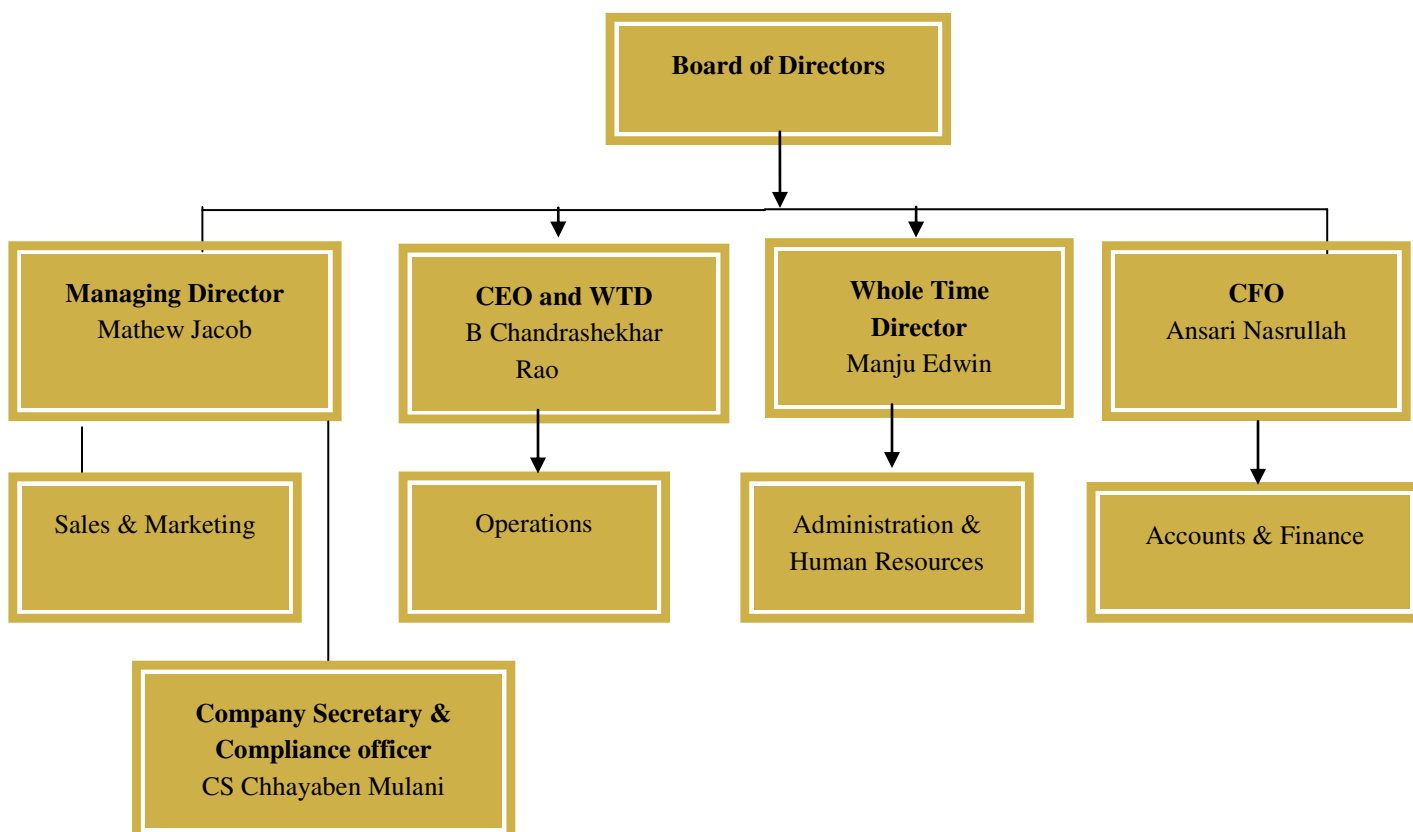 Board of Directors
Managing Director
Mathew Jacob
CEO and WTD
B Chandrashekhar
Rao
Whole Time
Director
Manju Edwin
CFO
Ansari Nasrullah
Sales & Marketing
Operations
Administration &
Human Resources
Accounts & Finance
Company Secretary &
Compliance officer
CS Chhayaben Mulani